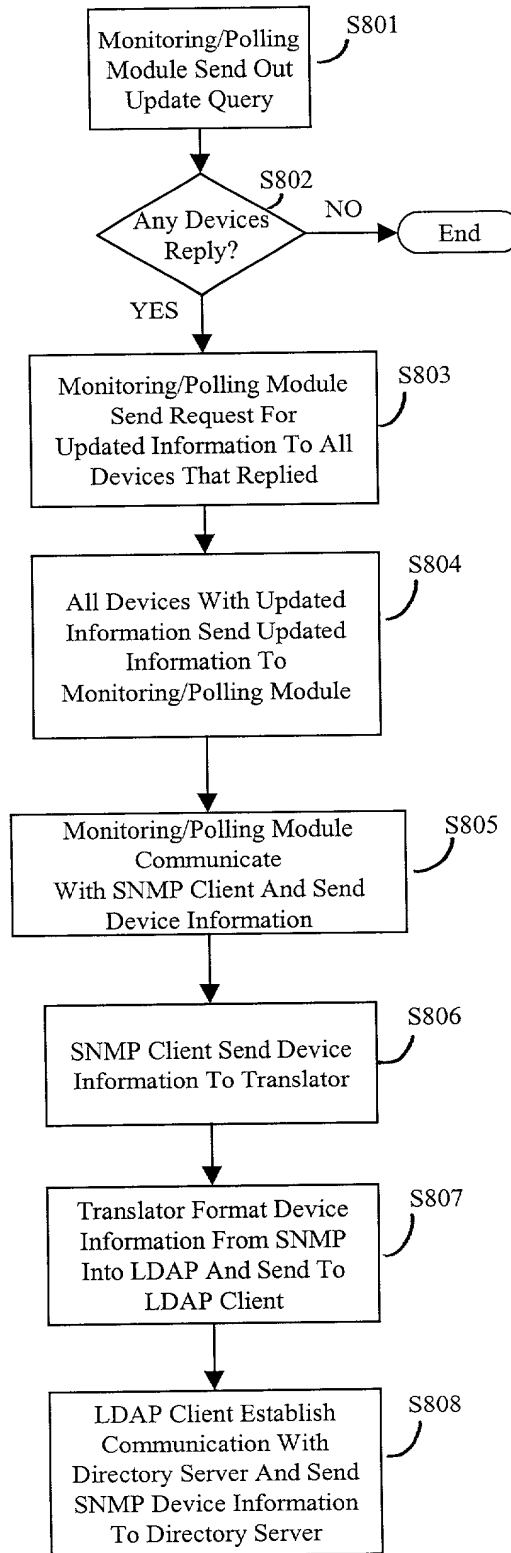 Monitoring/Polling
Module Send Out
Update Query
S801
S802
Any Devices
Reply?
NO
End
YES
Monitoring/Polling Module
Send Request For
Updated Information To All
Devices That Replied
S803
All Devices With Updated
Information Send Updated
Information To
Monitoring/Polling Module
S804
Monitoring/Polling Module
Communicate
With SNMP Client And Send
Device Information
S805
SNMP Client Send Device
Information To Translator
S806
Translator Format Device
Information From SNMP
Into LDAP And Send To
LDAP Client
S807
LDAP Client Establish
Communication With
Directory Server And Send
SNMP Device Information
To Directory Server
S808